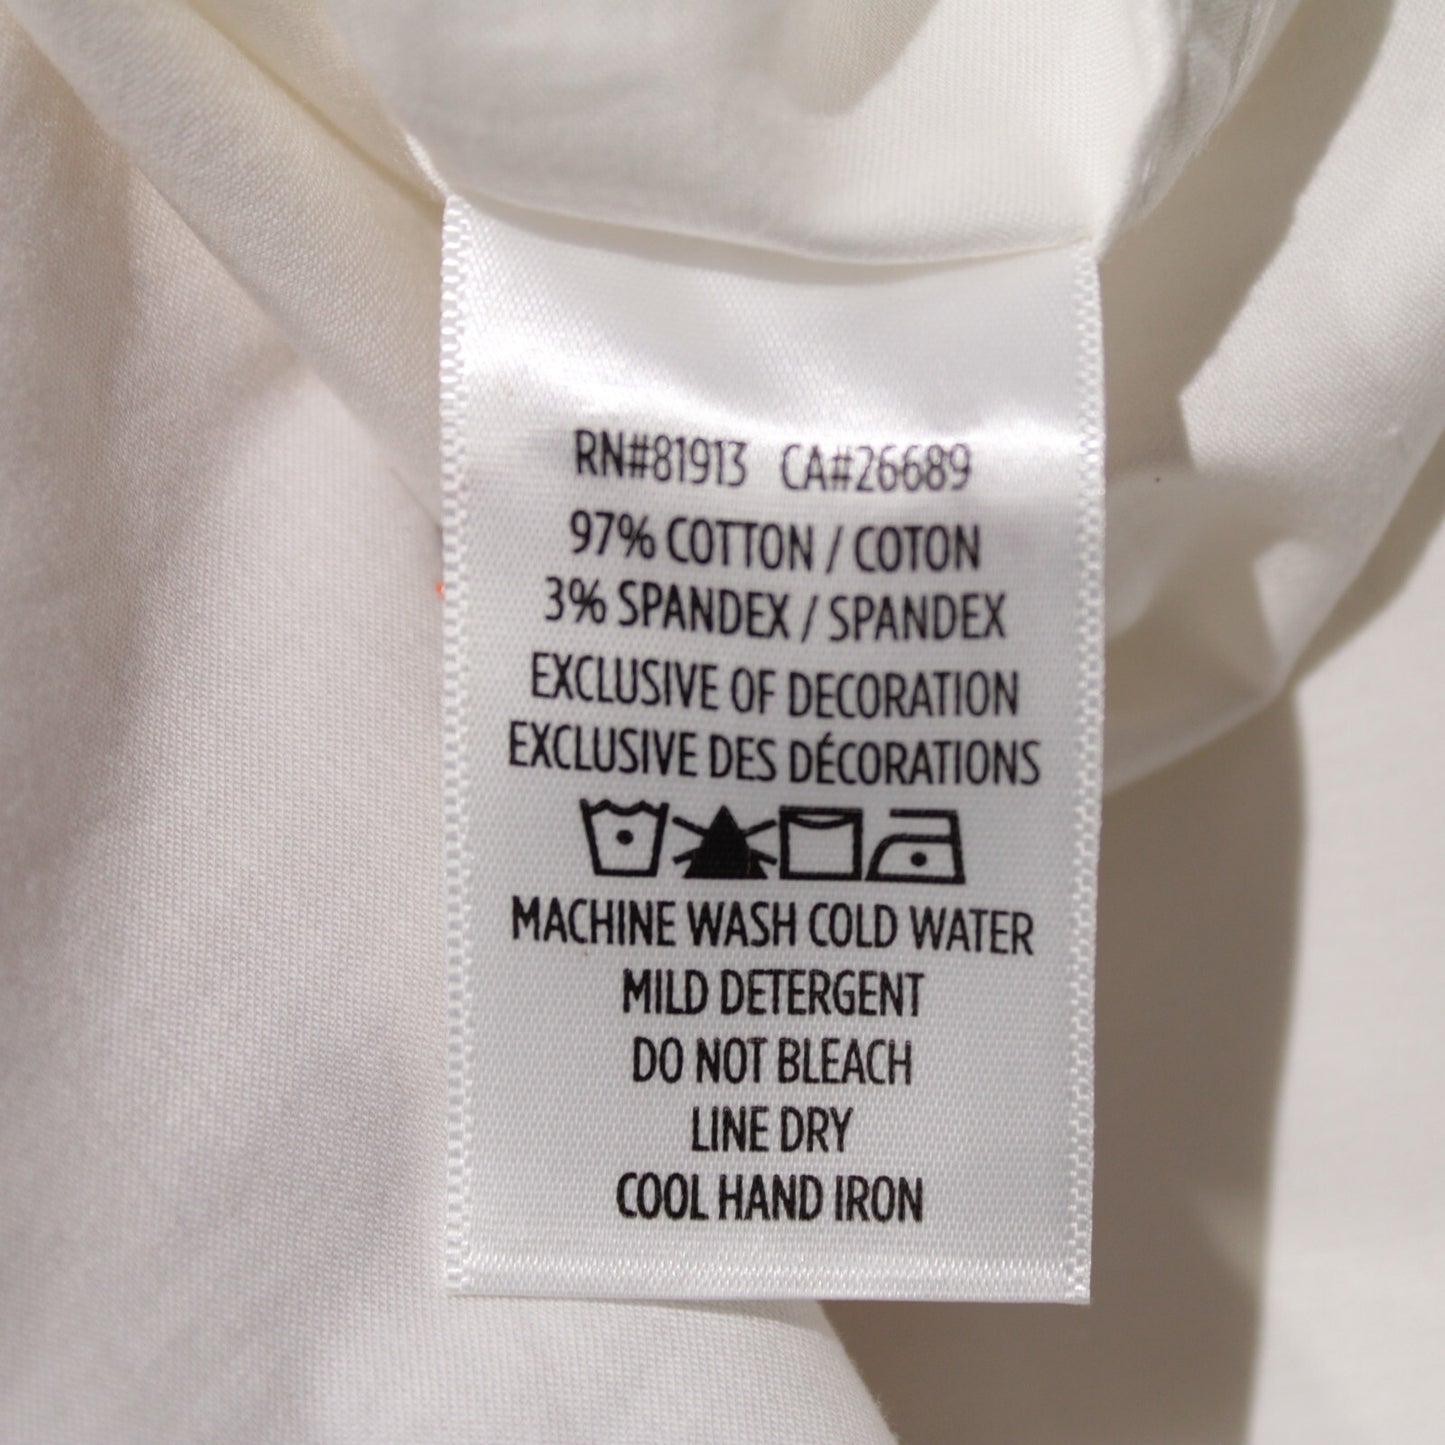 RN#81913 CA#26689
97% COTTON / COTON
3% SPANDEX / SPANDEX
EXCLUSIVE OF DECORATION
EXCLUSIVE DES DÉCORATIONS
MACHINE WASH COLD WATER
MILD DETERGENT
DO NOT BLEACH
LINE DRY
COOL HAND IRON